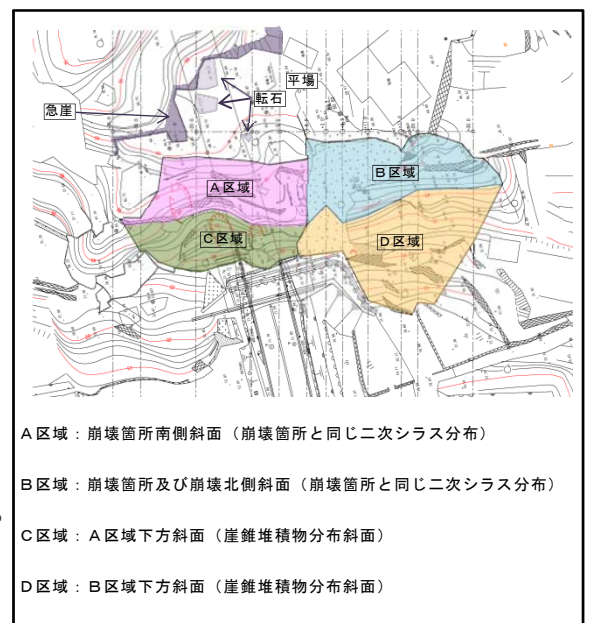 平場
転石
急崖
A区域
B区域
C区域
D区域
A区域：崩壊箇所南側斜面（崩壊箇所と同じ二次シラス分布）
B区域：崩壊箇所及び崩壊北側斜面（崩壊箇所と同じ二次シラス分布）
C区域：A区域下方斜面（崖錐堆積物分布斜面）
D区域：B区域下方斜面（崖錐堆積物分布斜面）